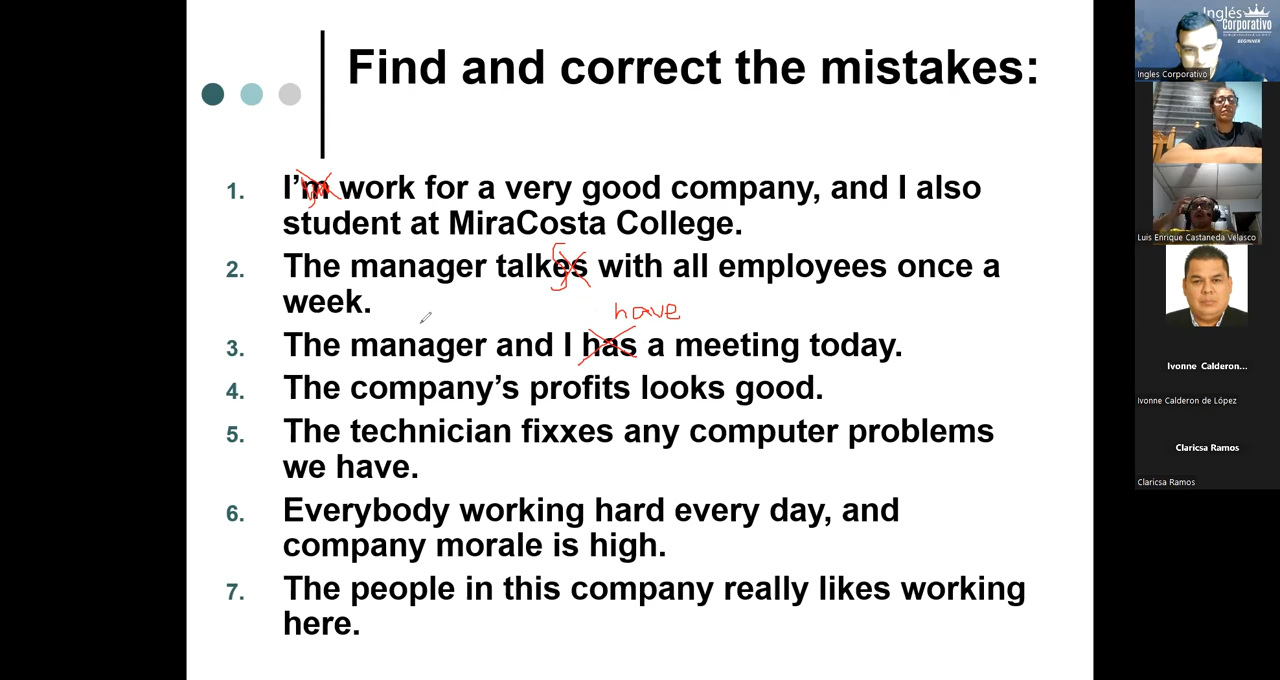 Find and correct the mistakes:
1. I'm work for a very good company, and I also
student at MiraCosta College.
2. The manager talkes with all employees once a
week.
have
3. The manager and I has a meeting today.
4. The company's profits looks good.
5. The technician fixxes any computer problems
we have.
6. Everybody working hard every day, and
company morale is high.
7. The people in this company really likes working
here.
Inglés
Corporativo
BEGINNER
Ingles Corporativo
Luis Enrique Castaneda Velasco
Ivonne Calderon...
Ivonne Calderon de López
Claricsa Ramos
Claricsa Ramos